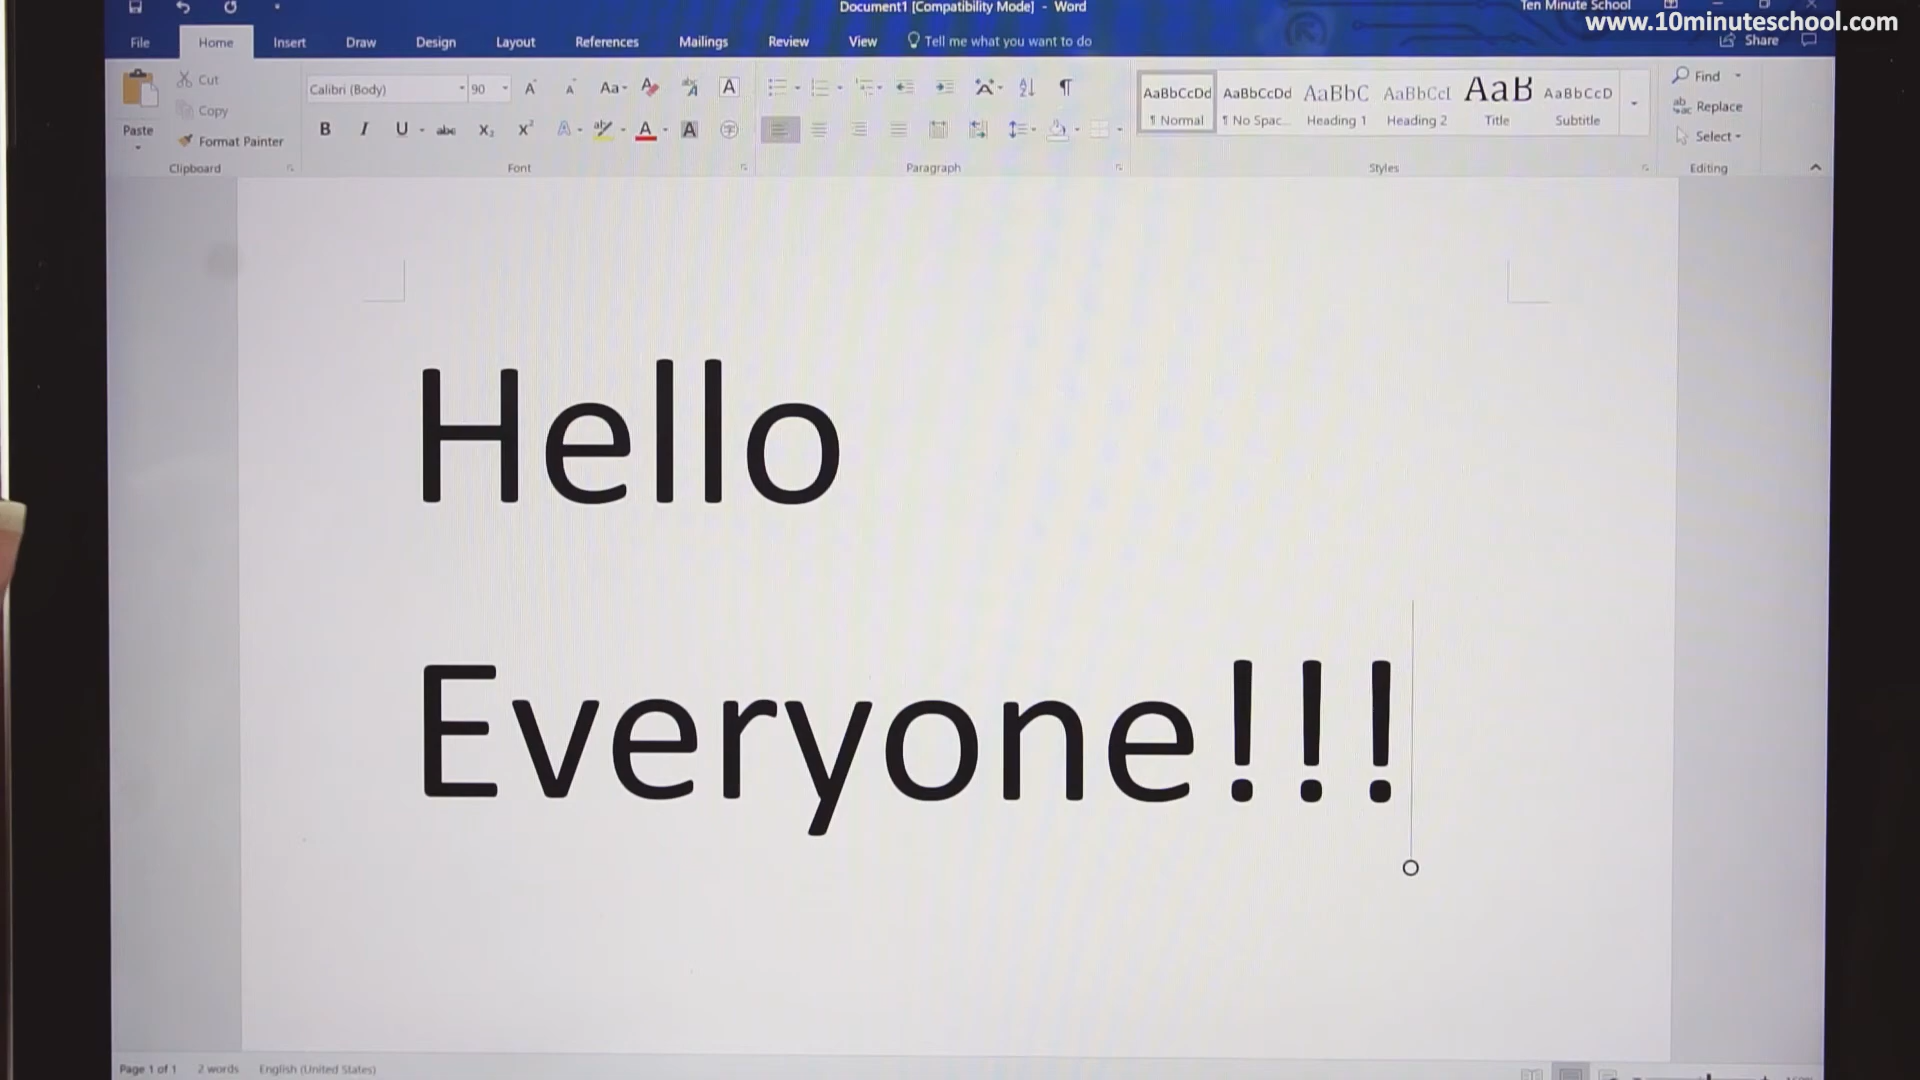 Document1 [Compatibility Mode] - Word
Ten Minute School
www.10minuteschool.com
File Home Insert Draw Design Layout References Mailings Review View Tell me what you want to do Share
Paste
Cut
Copy
Format Painter
Clipboard
Calibri (Body) 90
Font
Paragraph
AaBbCcDd AaBbCcDd AaBbC AaBbCcI AaB AaBbCcD
¶ Normal ¶ No Spac... Heading 1 Heading 2 Title Subtitle
Styles
Find
Replace
Select
Editing
Hello
Everyone!!!
Page 1 of 1 2 words English (United States)